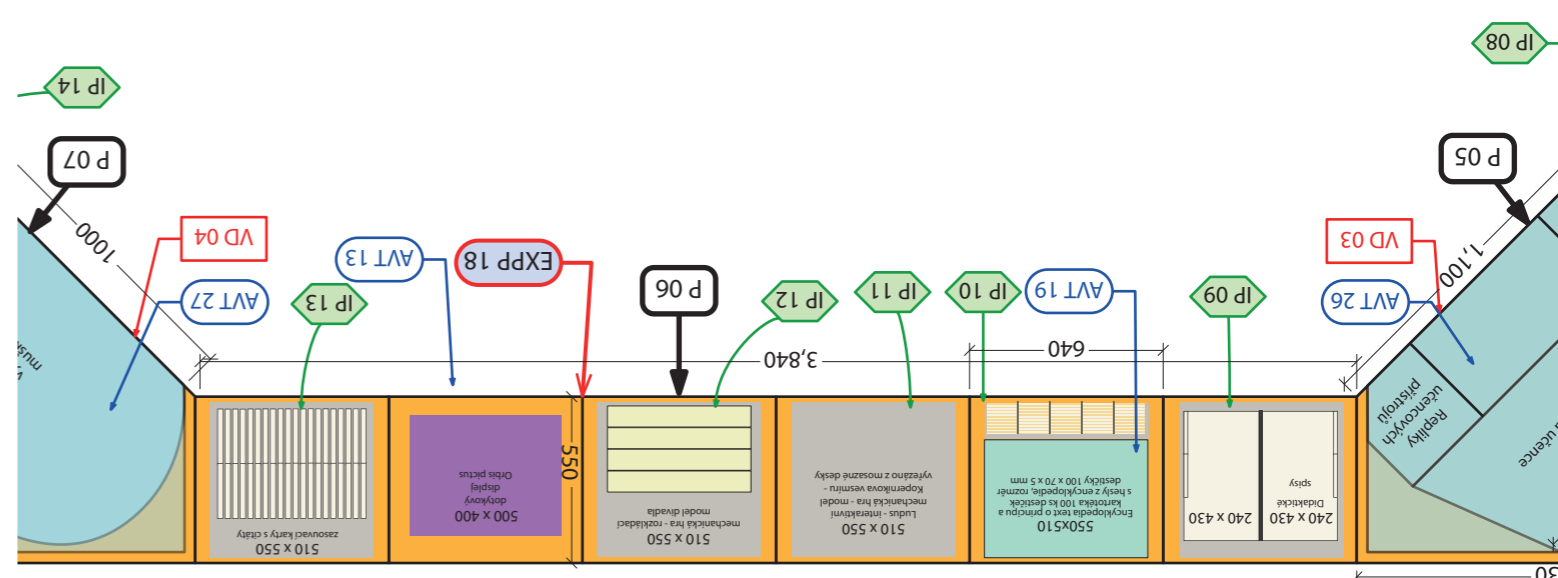 učence
Repliky
učencových
přístrojů
240 x 430
Didaktické
spisy
240 x 430
550x510
Encyklopedia text o principu a
kartotéka 100 ks destiček
s hesly z encyklopedie, rozměr
destičky 100 x 70 x 5 mm
510 x 550
Ludus - interaktivní
mechanická hra - model
Koperníkova vesmíru -
vyřezáno z mosazné desky
510 x 550
mechanická hra - rozkládací
model divadla
550
500 x 400
dotykový
displej
Orbis pictus
510 x 550
zasouvací karty s citáty
640
3,840
1,100
1000
AVT 26
VD 03
P 05
IP 08
IP 09
AVT 19
IP 10
IP 11
IP 12
P 06
EXPP 18
AVT 13
IP 13
AVT 27
VD 04
P 07
IP 14